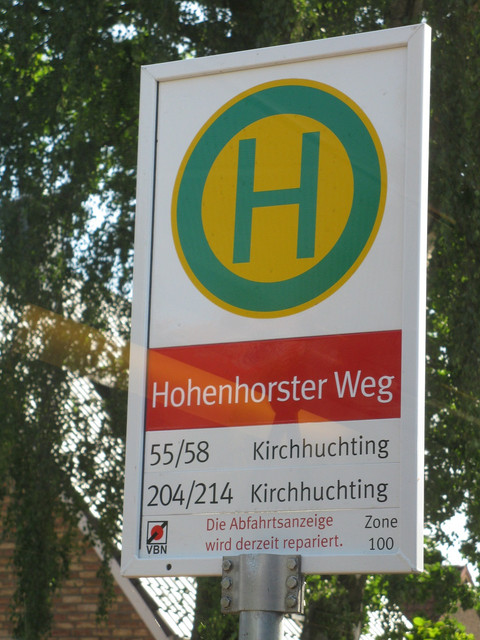 H
Hohenhorster Weg
55/58 Kirchhuchting
204/214 Kirchhuchting
VBN
Die Abfahrtsanzeige
wird derzeit repariert.
Zone
100